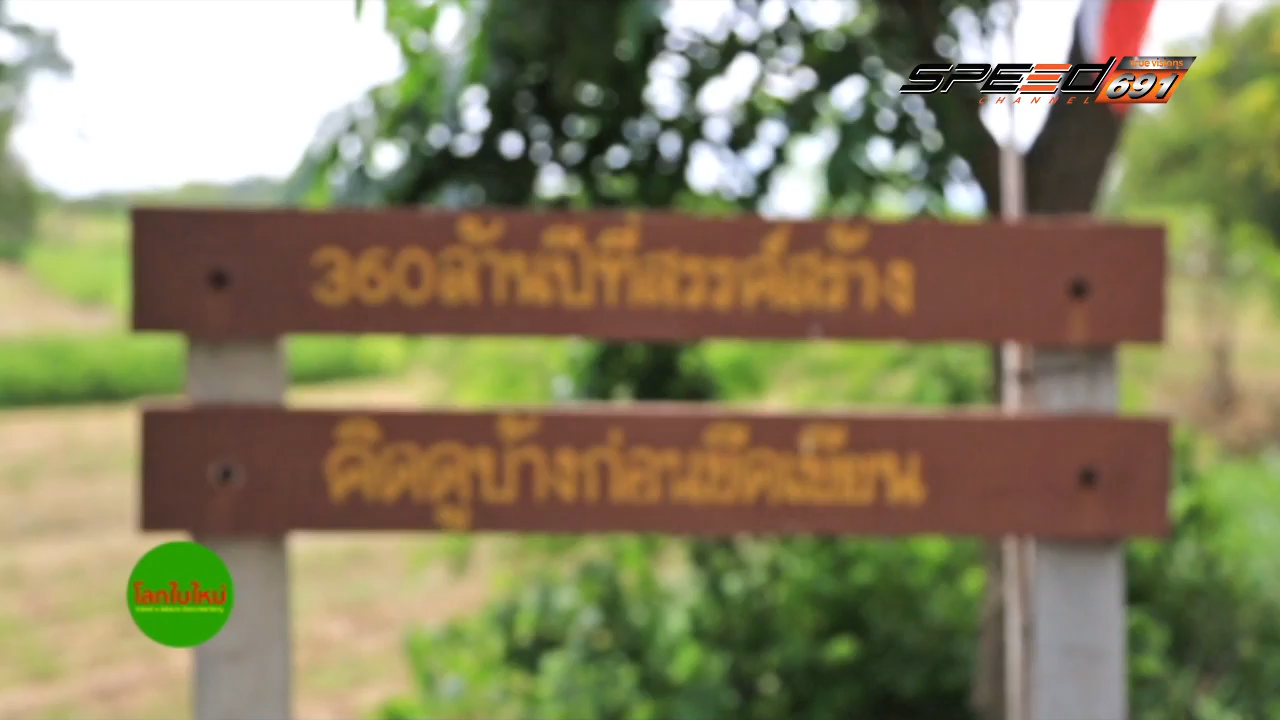 SPEED
CHANNEL
true visions
691
360ล้านปีที่สรรค์สร้าง
คิดดูบ้างก่อนขีดเขียน
โลกใบใหม่